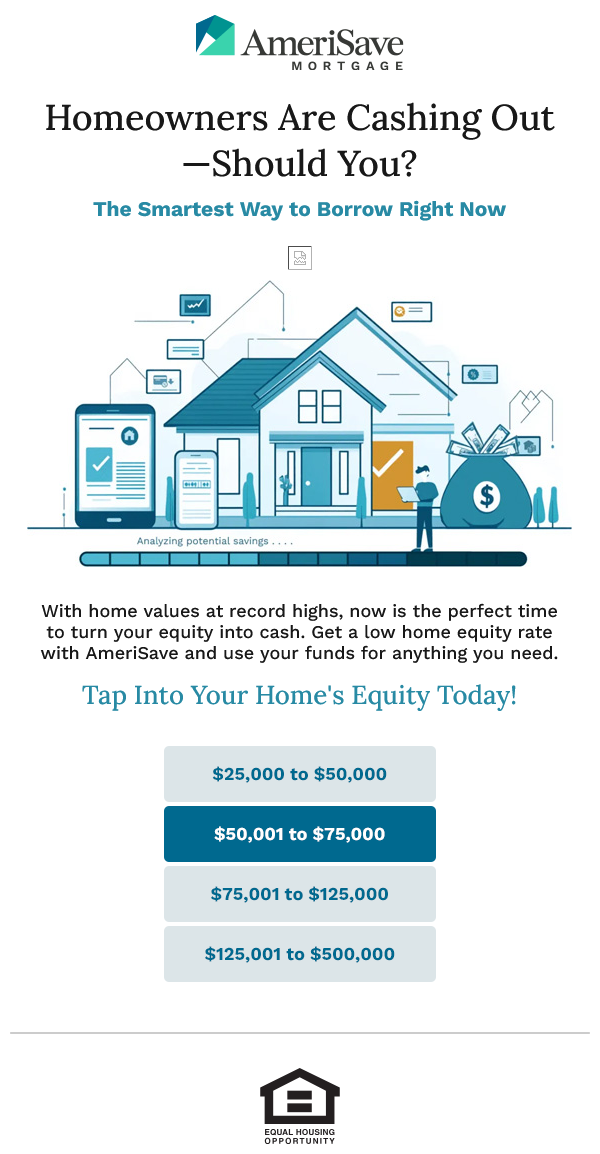 AmeriSave
MORTGAGE
Homeowners Are Cashing Out
—Should You?
The Smartest Way to Borrow Right Now
$
Analyzing potential savings . . . .
With home values at record highs, now is the perfect time
to turn your equity into cash. Get a low home equity rate
with AmeriSave and use your funds for anything you need.
Tap Into Your Home's Equity Today!
$25,000 to $50,000
$50,001 to $75,000
$75,001 to $125,000
$125,001 to $500,000
EQUAL HOUSING
OPPORTUNITY